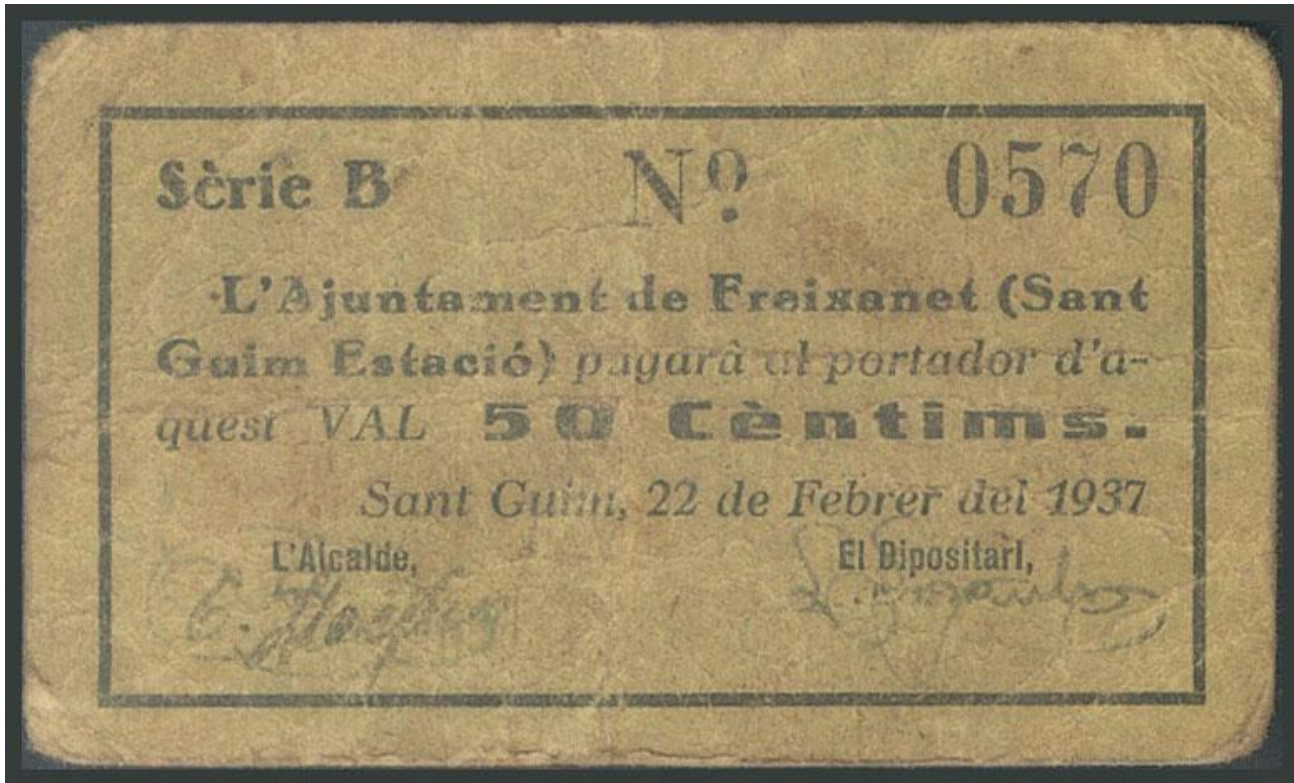 Sèrie B Nº 0570
L'Ajuntament de Freixanet (Sant
Guim Estació) pagarà al portador d'a-
quest VAL 50 Cèntims.
Sant Guim, 22 de Febrer del 1937
L'Alcalde, El Dipositari,